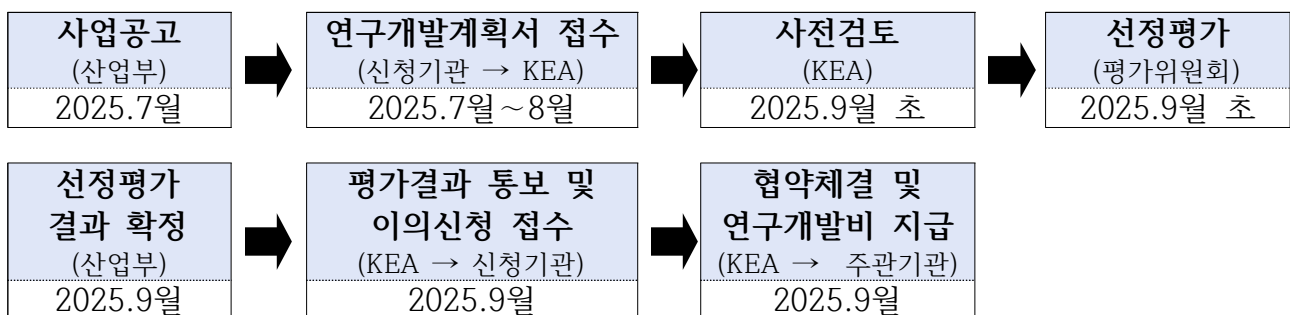 사업공고
(산업부)
2025.7월
연구개발계획서 접수
(신청기관 → KEA)
2025.7월~8월
사전검토
(KEA)
2025.9월 초
선정평가
(평가위원회)
2025.9월 초
선정평가
결과 확정
(산업부)
2025.9월
평가결과 통보 및
이의신청 접수
(KEA → 신청기관)
2025.9월
협약체결 및
연구개발비 지급
(KEA → 주관기관)
2025.9월